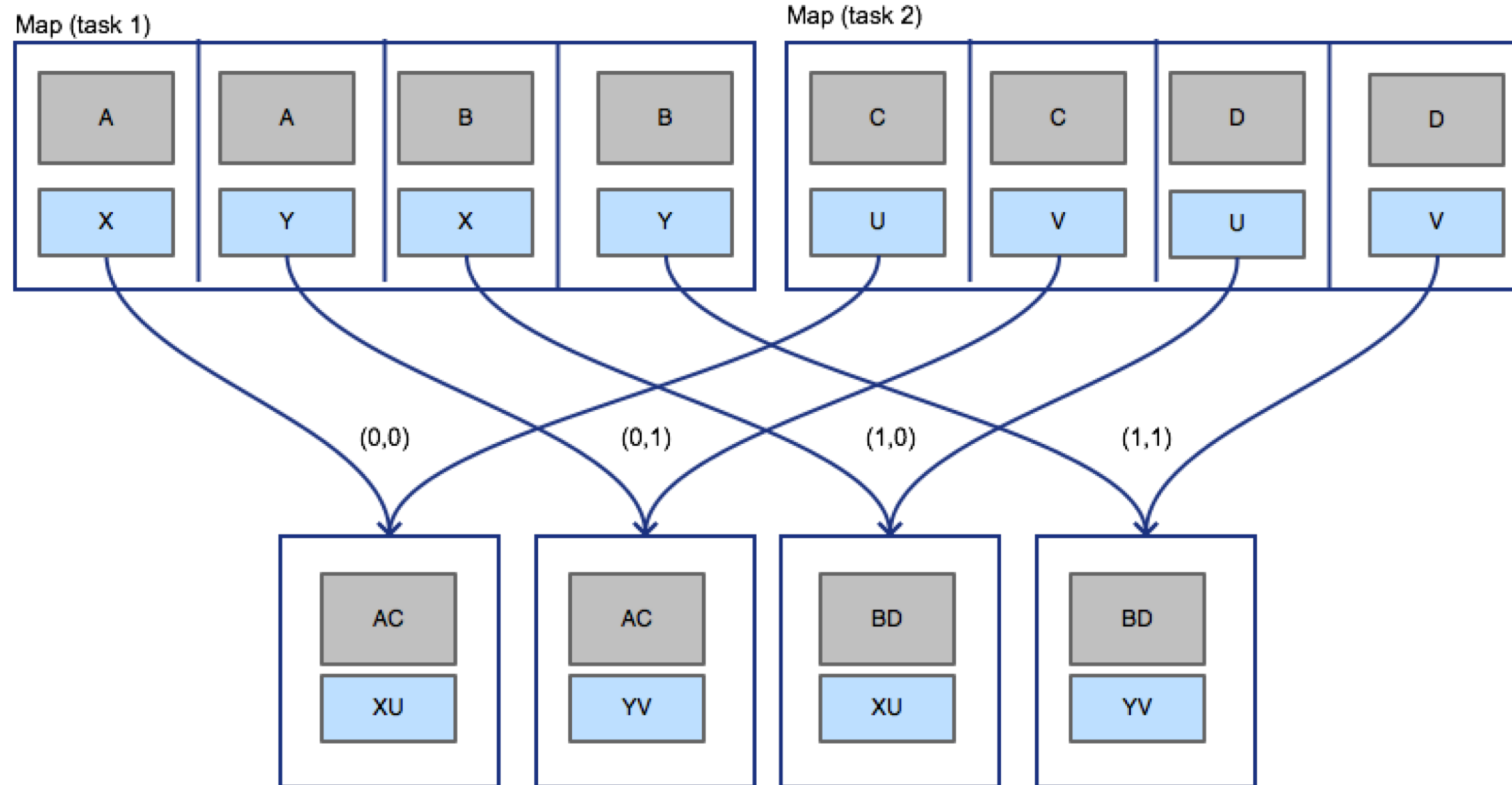 Map (task 1)
Map (task 2)
A A B B C C D D
X Y X Y U V U V
(0,0) (0,1) (1,0) (1,1)
AC AC BD BD
XU YV XU YV